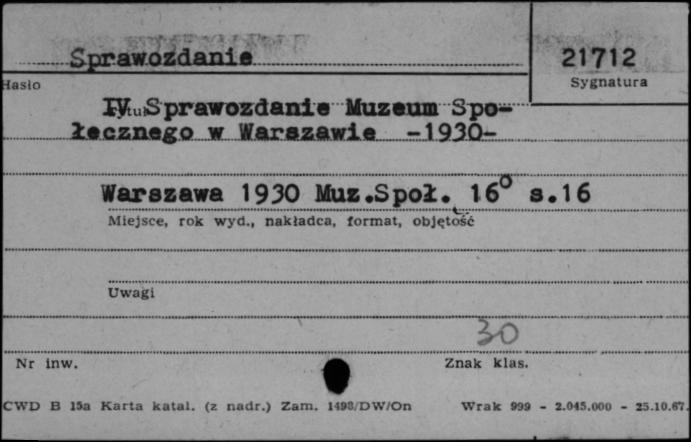 Sprawozdanie
21712
Hasło
Sygnatura
IV Sprawozdanie Muzeum Spo-
łecznego w Warszawie -1930-
Warszawa 1930 Muz.Społ. 16° s.16
Miejsce, rok wyd., nakładca, format, objętość
Uwagi
30
Nr inw.
Znak klas.
CWD B 15a Karta katal. (z nadr.) Zam. 1498/DW/On
Wrak 999 - 2.045.000 - 25.10.67.